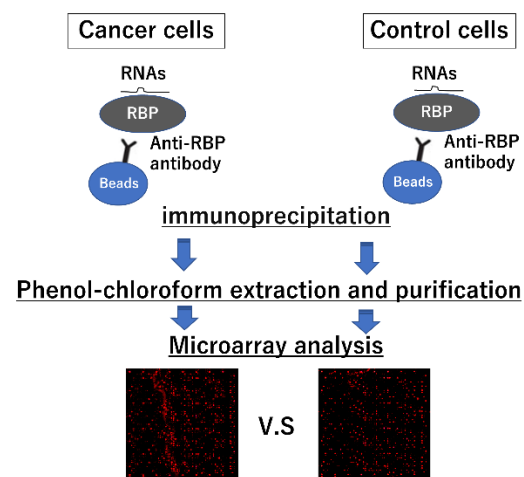 Cancer cells
Control cells
RNAs
RNAs
RBP
RBP
Anti-RBP
antibody
Anti-RBP
antibody
Beads
Beads
immunoprecipitation
Phenol-chloroform extraction and purification
Microarray analysis
V.S